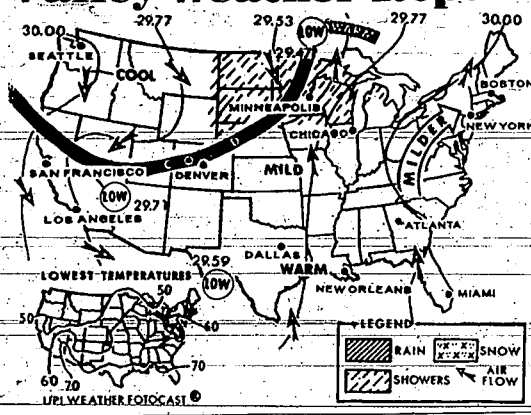 30.00
29.77
29.53
29.77
30.00
LOW
29.47
SEATTLE
COOL
BOSTON
MINNEAPOLIS
NEW YORK
CHICAGO
MILDER
COLD
SAN FRANCISCO
DENVER
MILD
LOW
29.71
LOS ANGELES
ATLANTA
DALLAS
29.59
WARM
LOW
NEW ORLEANS
MIAMI
LOWEST TEMPERATURES
50
50
60
70
60
70
LEGEND
RAIN
SNOW
SHOWERS
AIR FLOW
UPI WEATHER FOTOCAST ®